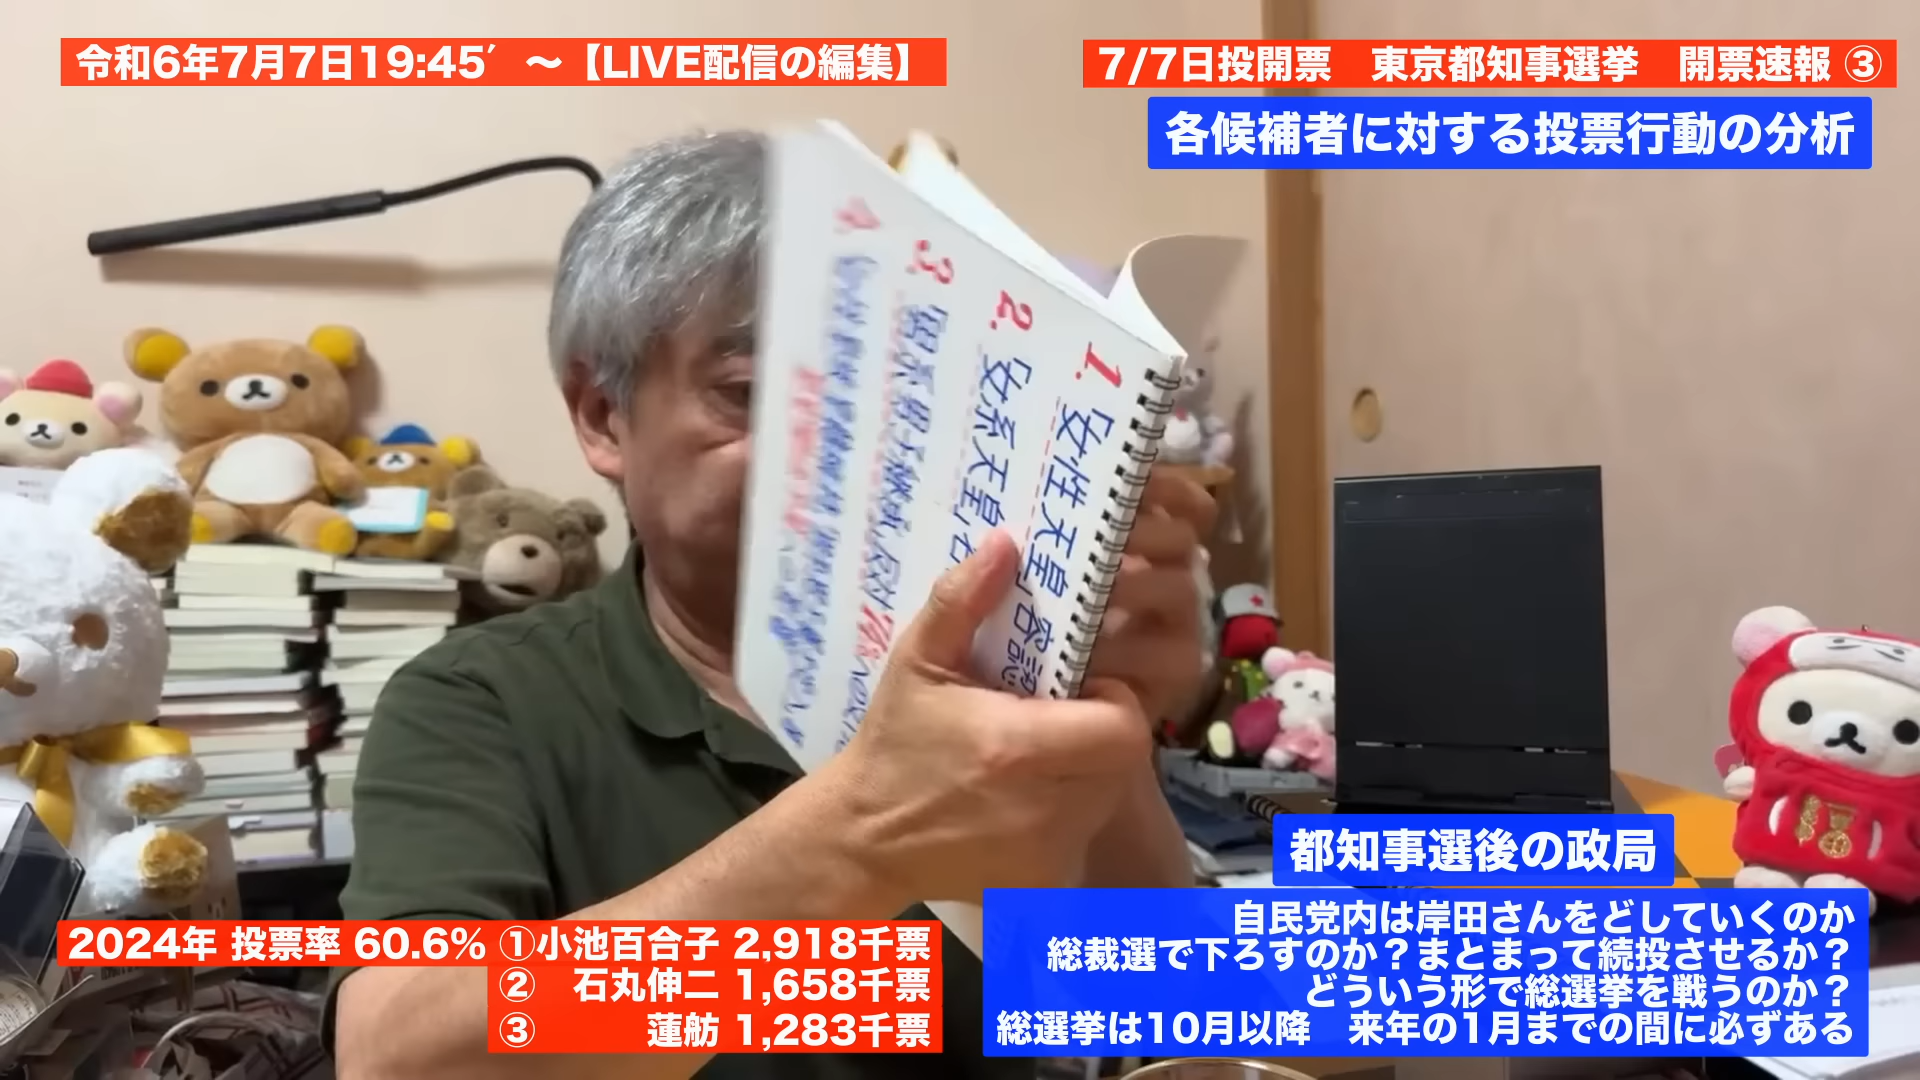 令和6年7月7日19:45′ ～【LIVE配信の編集】
7/7日投開票　東京都知事選挙　開票速報 ③
各候補者に対する投票行動の分析
1. 「女性天皇」容認
2. 「女系天皇」容
3.
都知事選後の政局
自民党内は岸田さんをどしていくのか
総裁選で下ろすのか？まとまって続投させるか？
どういう形で総選挙を戦うのか？
総選挙は10月以降　来年の1月までの間に必ずある
2024年 投票率 60.6% ①小池百合子 2,918千票
②　石丸伸二 1,658千票
③　蓮舫 1,283千票